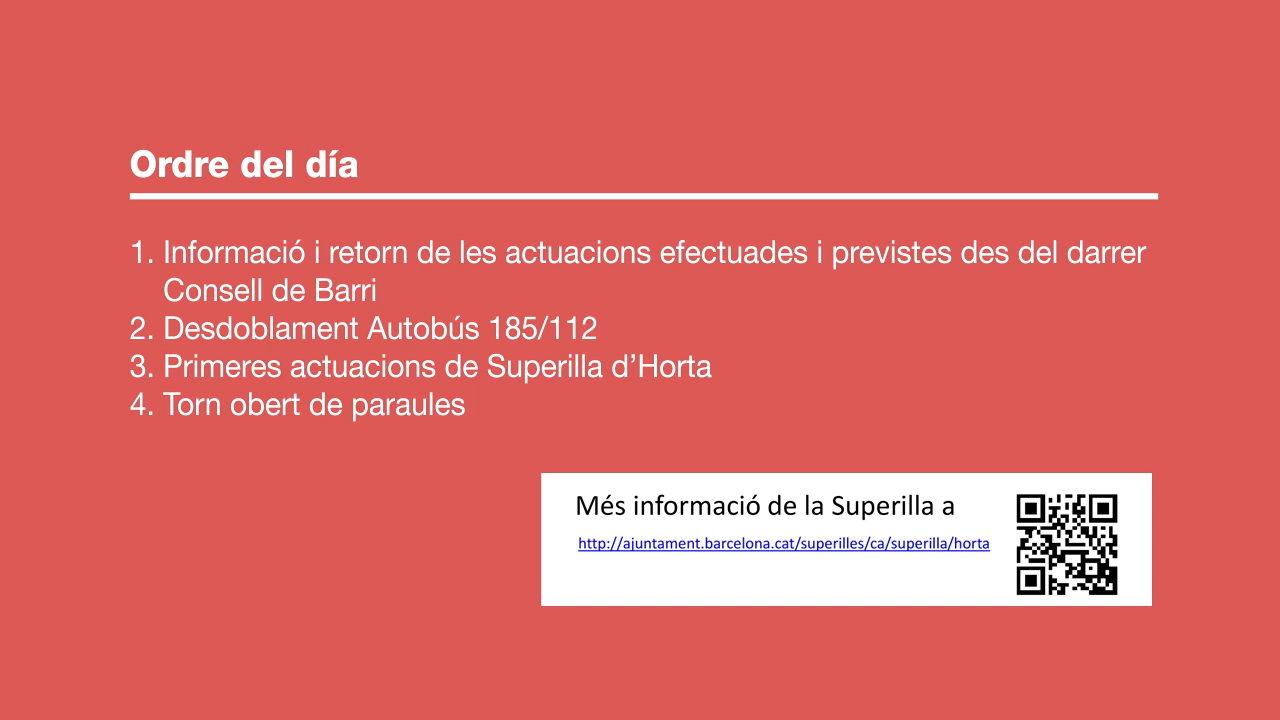 Ordre del día
1. Informació i retorn de les actuacions efectuades i previstes des del darrer
Consell de Barri
2. Desdoblament Autobús 185/112
3. Primeres actuacions de Superilla d’Horta
4. Torn obert de paraules
Més informació de la Superilla a
http://ajuntament.barcelona.cat/superilles/ca/superilla/horta